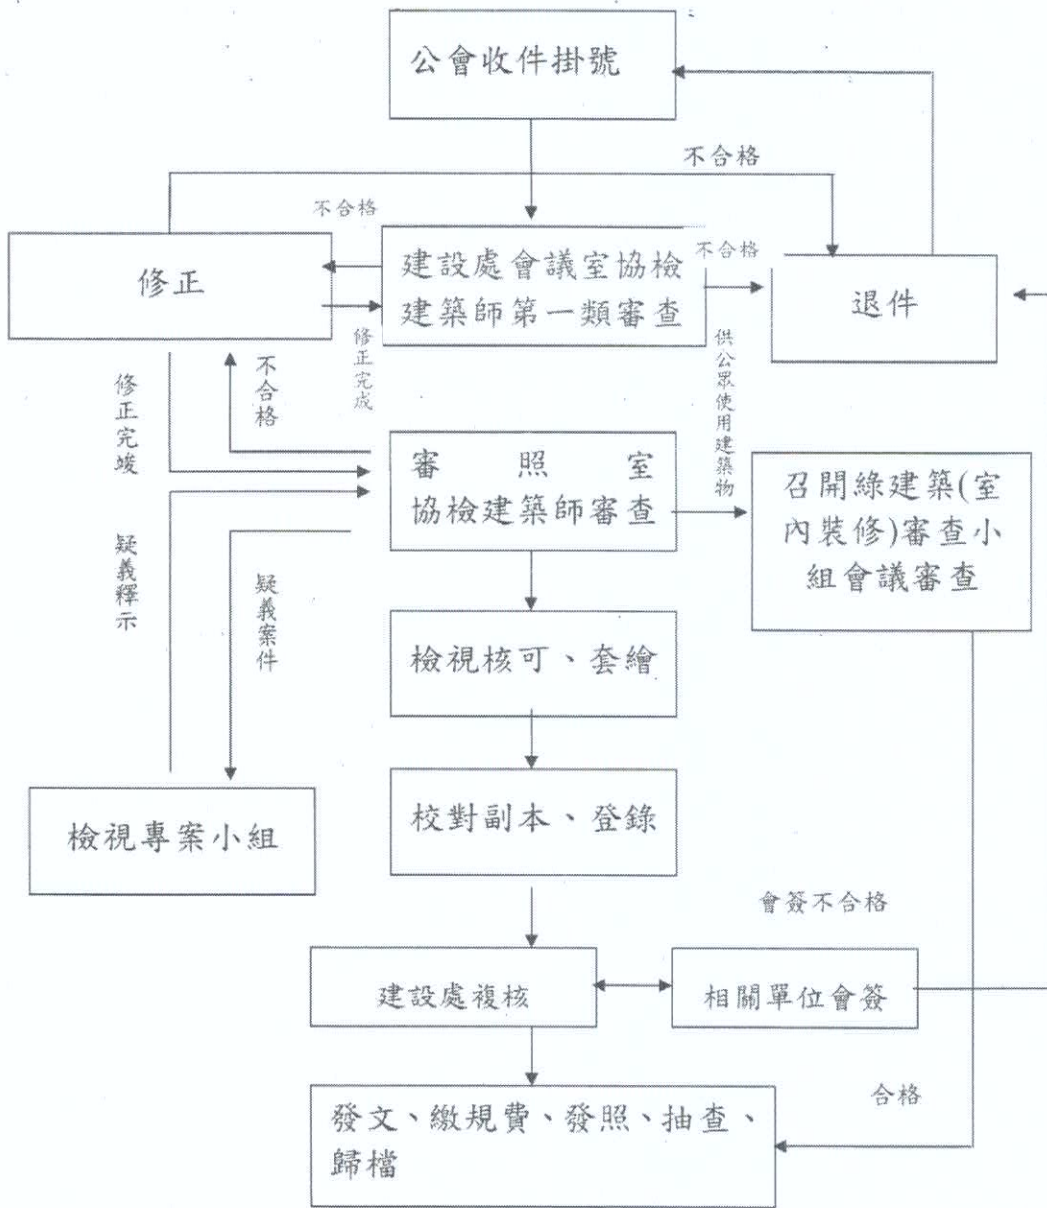 公會收件掛號
不合格
不合格
修正
建設處會議室協檢
建築師第一類審查
不合格
退件
修正完成
供公眾使用建築物
不合格
修正完竣
審照室
協檢建築師審查
召開綠建築(室
內裝修)審查小
組會議審查
疑義釋示
疑義案件
檢視核可、套繪
檢視專案小組
校對副本、登錄
會簽不合格
建設處複核
相關單位會簽
發文、繳規費、發照、抽查、
歸檔
合格